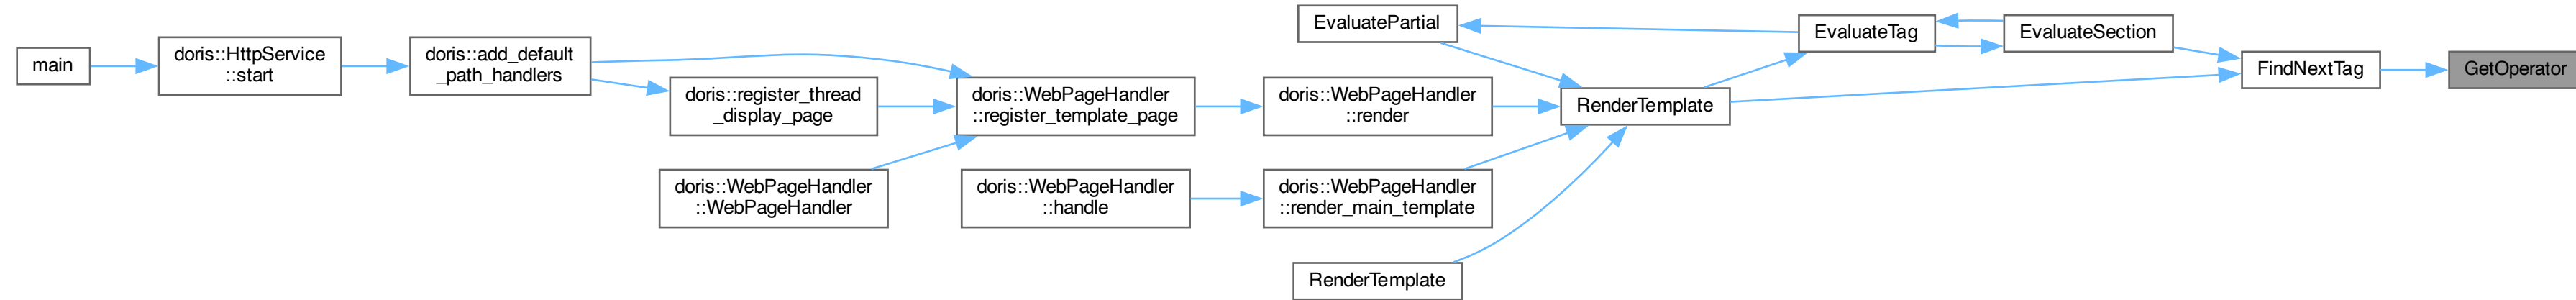 main
doris::HttpService
::start
doris::add_default
_path_handlers
doris::register_thread
_display_page
doris::WebPageHandler
::WebPageHandler
doris::WebPageHandler
::register_template_page
doris::WebPageHandler
::handle
EvaluatePartial
doris::WebPageHandler
::render
doris::WebPageHandler
::render_main_template
RenderTemplate
RenderTemplate
EvaluateTag
EvaluateSection
FindNextTag
GetOperator